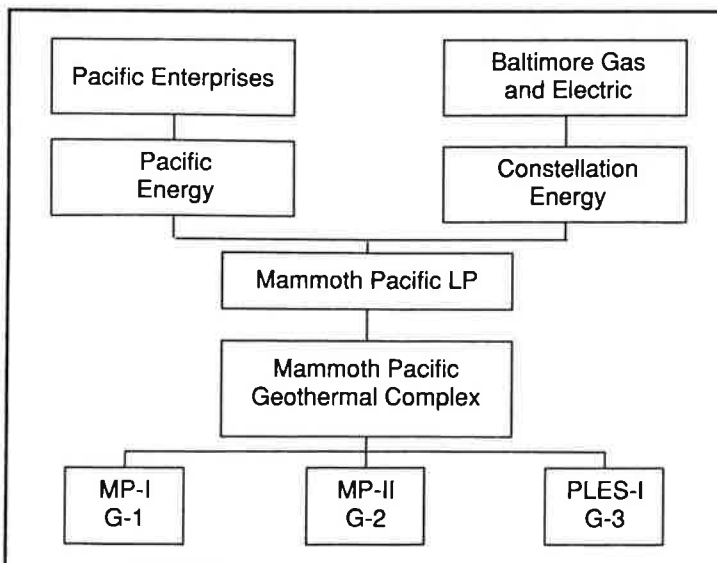 Pacific Enterprises
Baltimore Gas
and Electric
Pacific
Energy
Constellation
Energy
Mammoth Pacific LP
Mammoth Pacific
Geothermal Complex
MP-I
G-1
MP-II
G-2
PLES-I
G-3